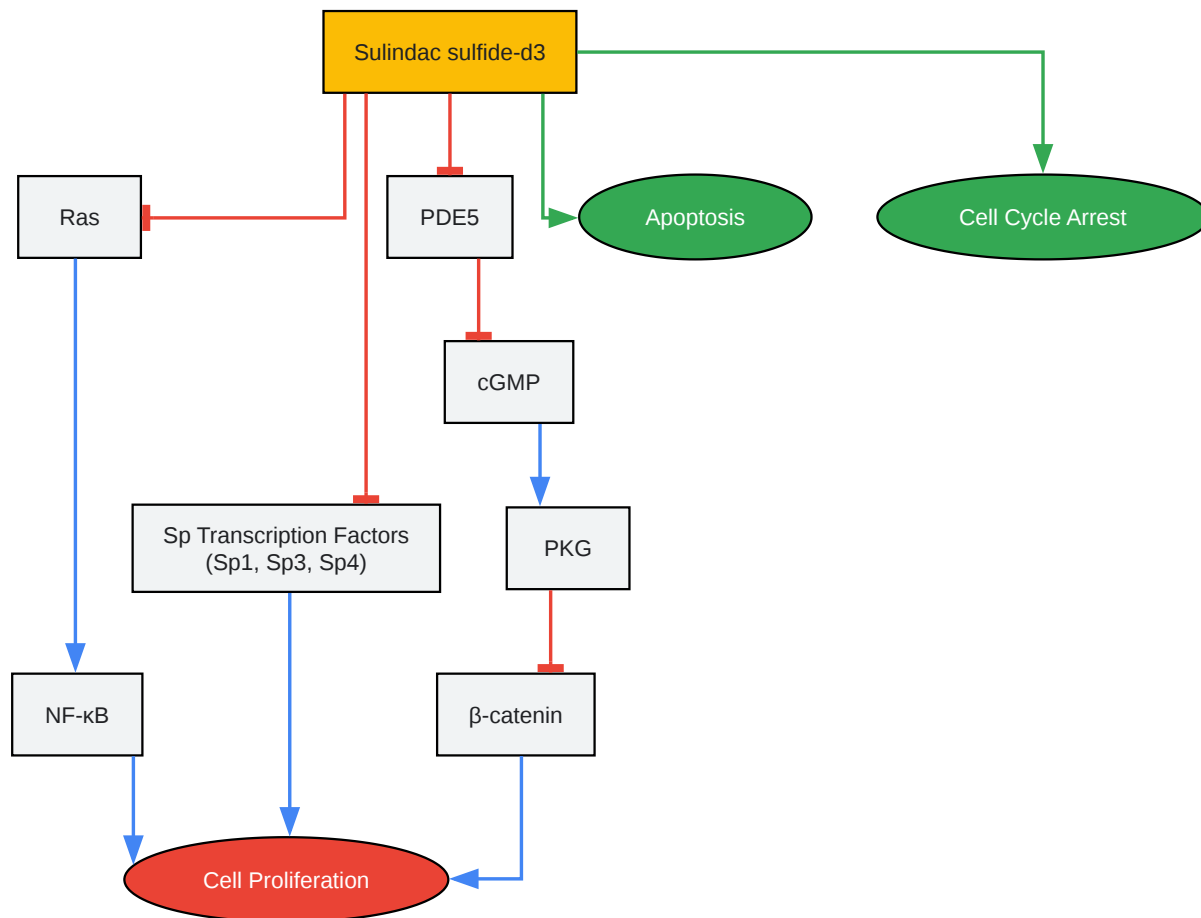 Sulindac sulfide-d3
Ras
PDE5
Apoptosis
Cell Cycle Arrest
cGMP
Sp Transcription Factors
(Sp1, Sp3, Sp4)
PKG
NF-κB
β-catenin
Cell Proliferation